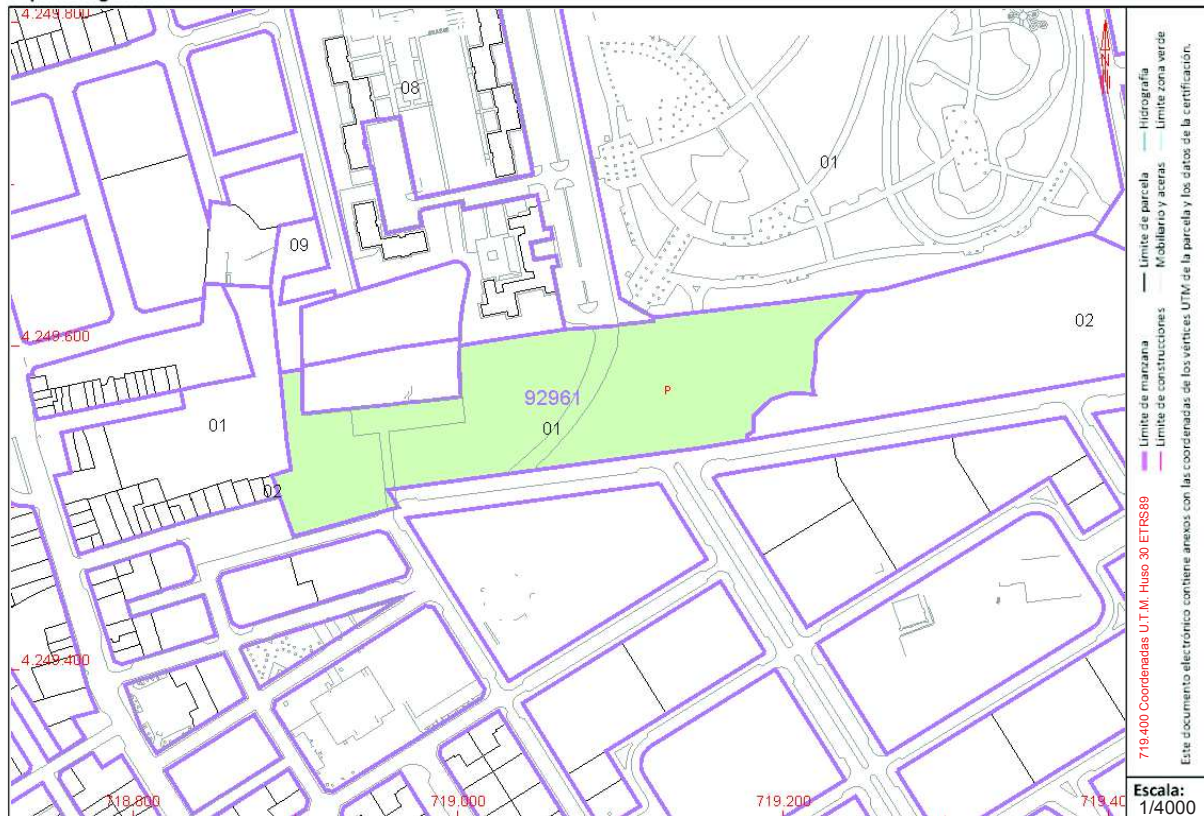 4.249.800
08
01
09
4.249.600
02
92961
P
01
01
02
4.249.400
718.800
719.000
719.200
719.40
N
Límite de manzana
Límite de parcela
Hidrografía
Límite de construcciones
Mobiliario y aceras
Límite zona verde
719.400 Coordenadas U.T.M. Huso 30 ETRS89
Este documento electrónico contiene anexos con las coordenadas de los vértices UTM de la parcela y los datos de la certificación.
Escala:
1/4000